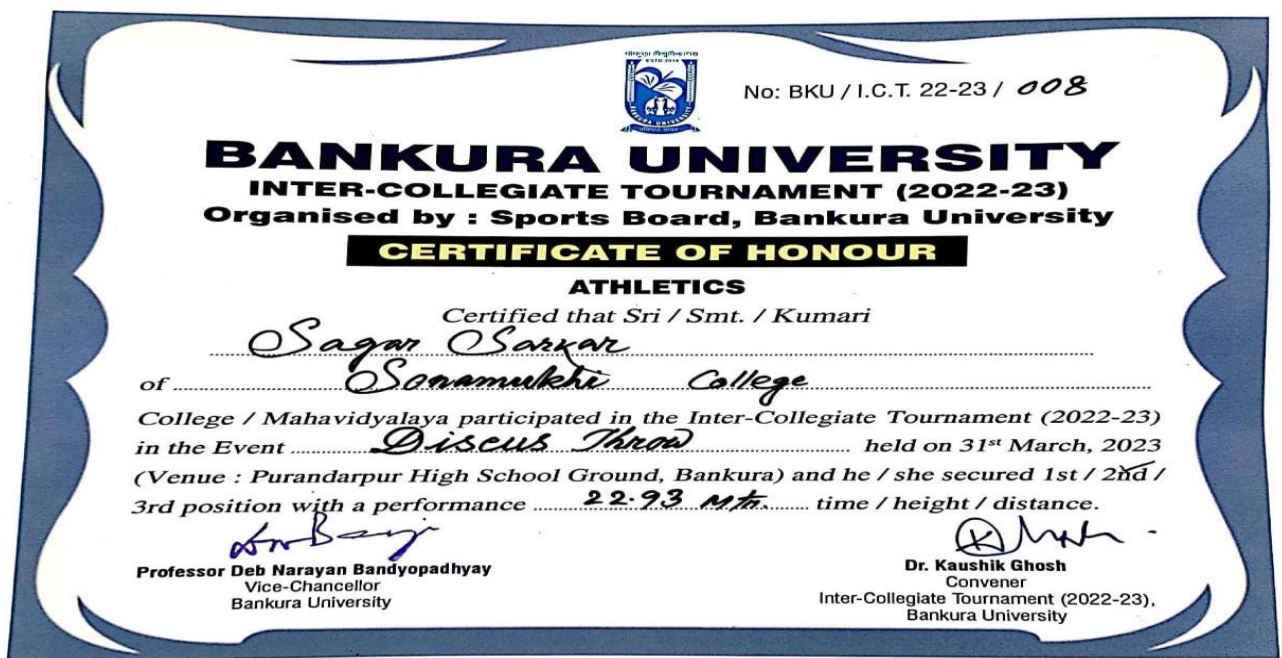 No: BKU / I.C.T. 22-23 / 008
BANKURA UNIVERSITY
INTER-COLLEGIATE TOURNAMENT (2022-23)
Organised by : Sports Board, Bankura University
CERTIFICATE OF HONOUR
ATHLETICS
Certified that Sri / Smt. / Kumari
Sagar Sarkar
of Sonamukhi College
College / Mahavidyalaya participated in the Inter-Collegiate Tournament (2022-23)
in the Event Discus Throw held on 31st March, 2023
(Venue : Purandarpur High School Ground, Bankura) and he / she secured 1st / 2nd /
3rd position with a performance 22.93 Mtr. time / height / distance.
Professor Deb Narayan Bandyopadhyay
Vice-Chancellor
Bankura University
Dr. Kaushik Ghosh
Convener
Inter-Collegiate Tournament (2022-23),
Bankura University